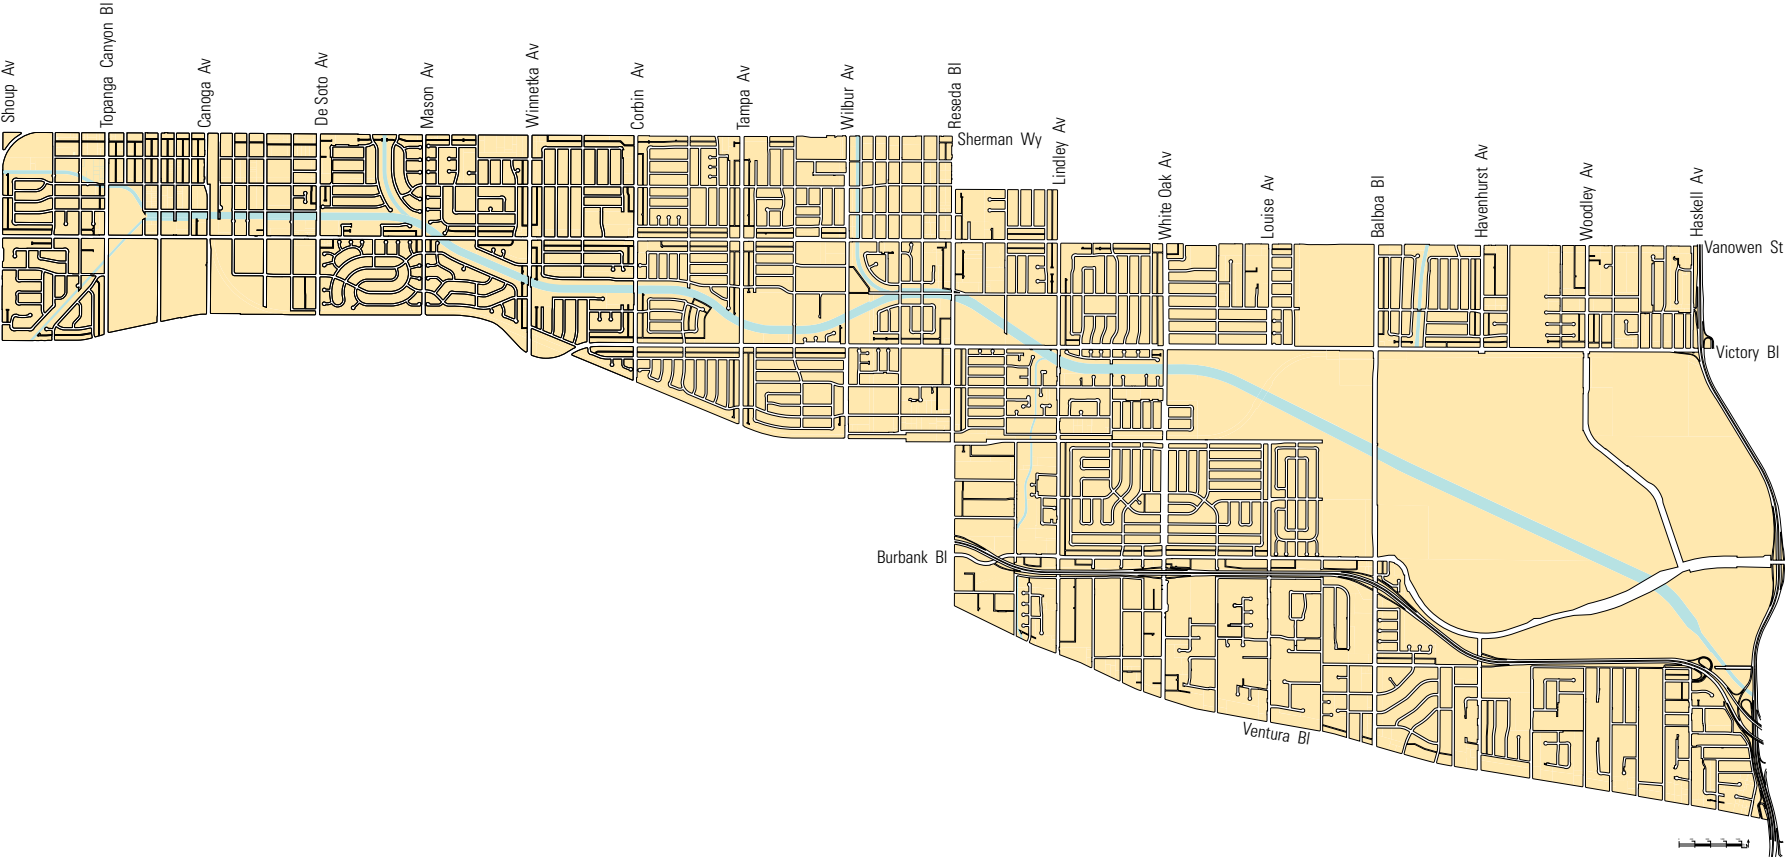 Shoup Av
Topanga Canyon Bl
Canoga Av
De Soto Av
Mason Av
Winnetka Av
Corbin Av
Tampa Av
Wilbur Av
Reseda Bl
Sherman Wy
Lindley Av
White Oak Av
Louise Av
Balboa Bl
Havenhurst Av
Woodley Av
Haskell Av
Vanowen St
Victory Bl
Burbank Bl
Ventura Bl